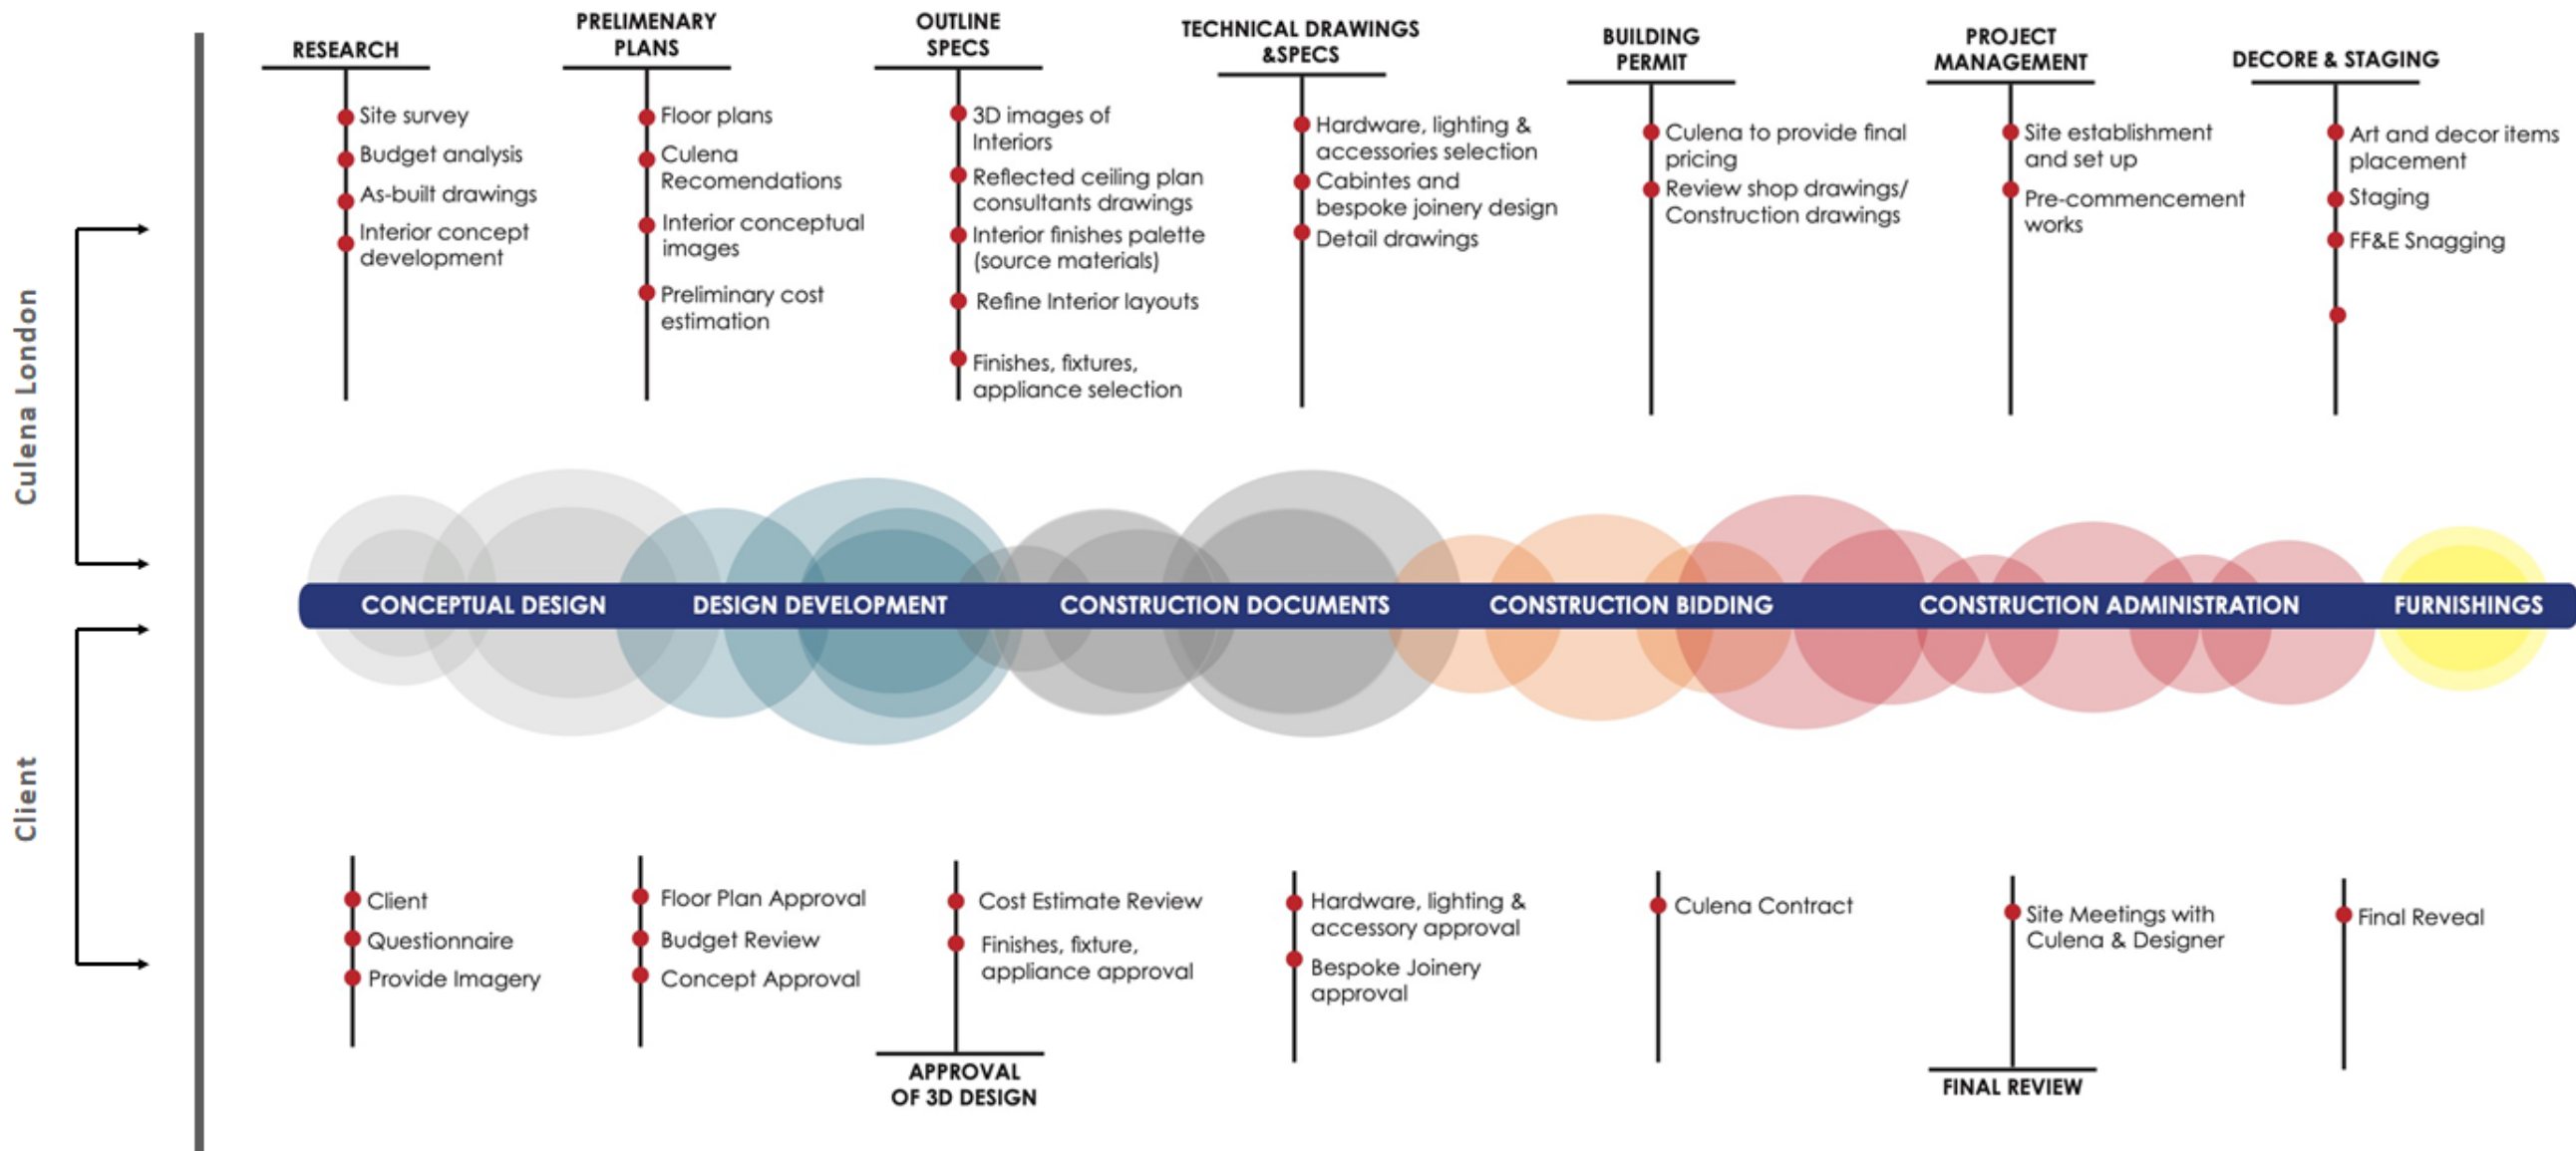 RESEARCH
Site survey
Budget analysis
As-built drawings
Interior concept
development
PRELIMENARY
PLANS
Floor plans
Culena
Recomendations
Interior conceptual
images
Preliminary cost
estimation
OUTLINE
SPECS
3D images of
Interiors
Reflected ceiling plan
consultants drawings
Interior finishes palette
(source materials)
Refine Interior layouts
Finishes, fixtures,
appliance selection
TECHNICAL DRAWINGS
&SPECS
Hardware, lighting &
accessories selection
Cabintes and
bespoke joinery design
Detail drawings
BUILDING
PERMIT
Culena to provide final
pricing
Review shop drawings/
Construction drawings
PROJECT
MANAGEMENT
Site establishment
and set up
Pre-commencement
works
DECORE & STAGING
Art and decor items
placement
Staging
FF&E Snagging
Culena London
CONCEPTUAL DESIGN
DESIGN DEVELOPMENT
CONSTRUCTION DOCUMENTS
CONSTRUCTION BIDDING
CONSTRUCTION ADMINISTRATION
FURNISHINGS
Client
Client
Questionnaire
Provide Imagery
Floor Plan Approval
Budget Review
Concept Approval
Cost Estimate Review
Finishes, fixture,
appliance approval
APPROVAL
OF 3D DESIGN
Hardware, lighting &
accessory approval
Bespoke Joinery
approval
Culena Contract
Site Meetings with
Culena & Designer
FINAL REVIEW
Final Reveal